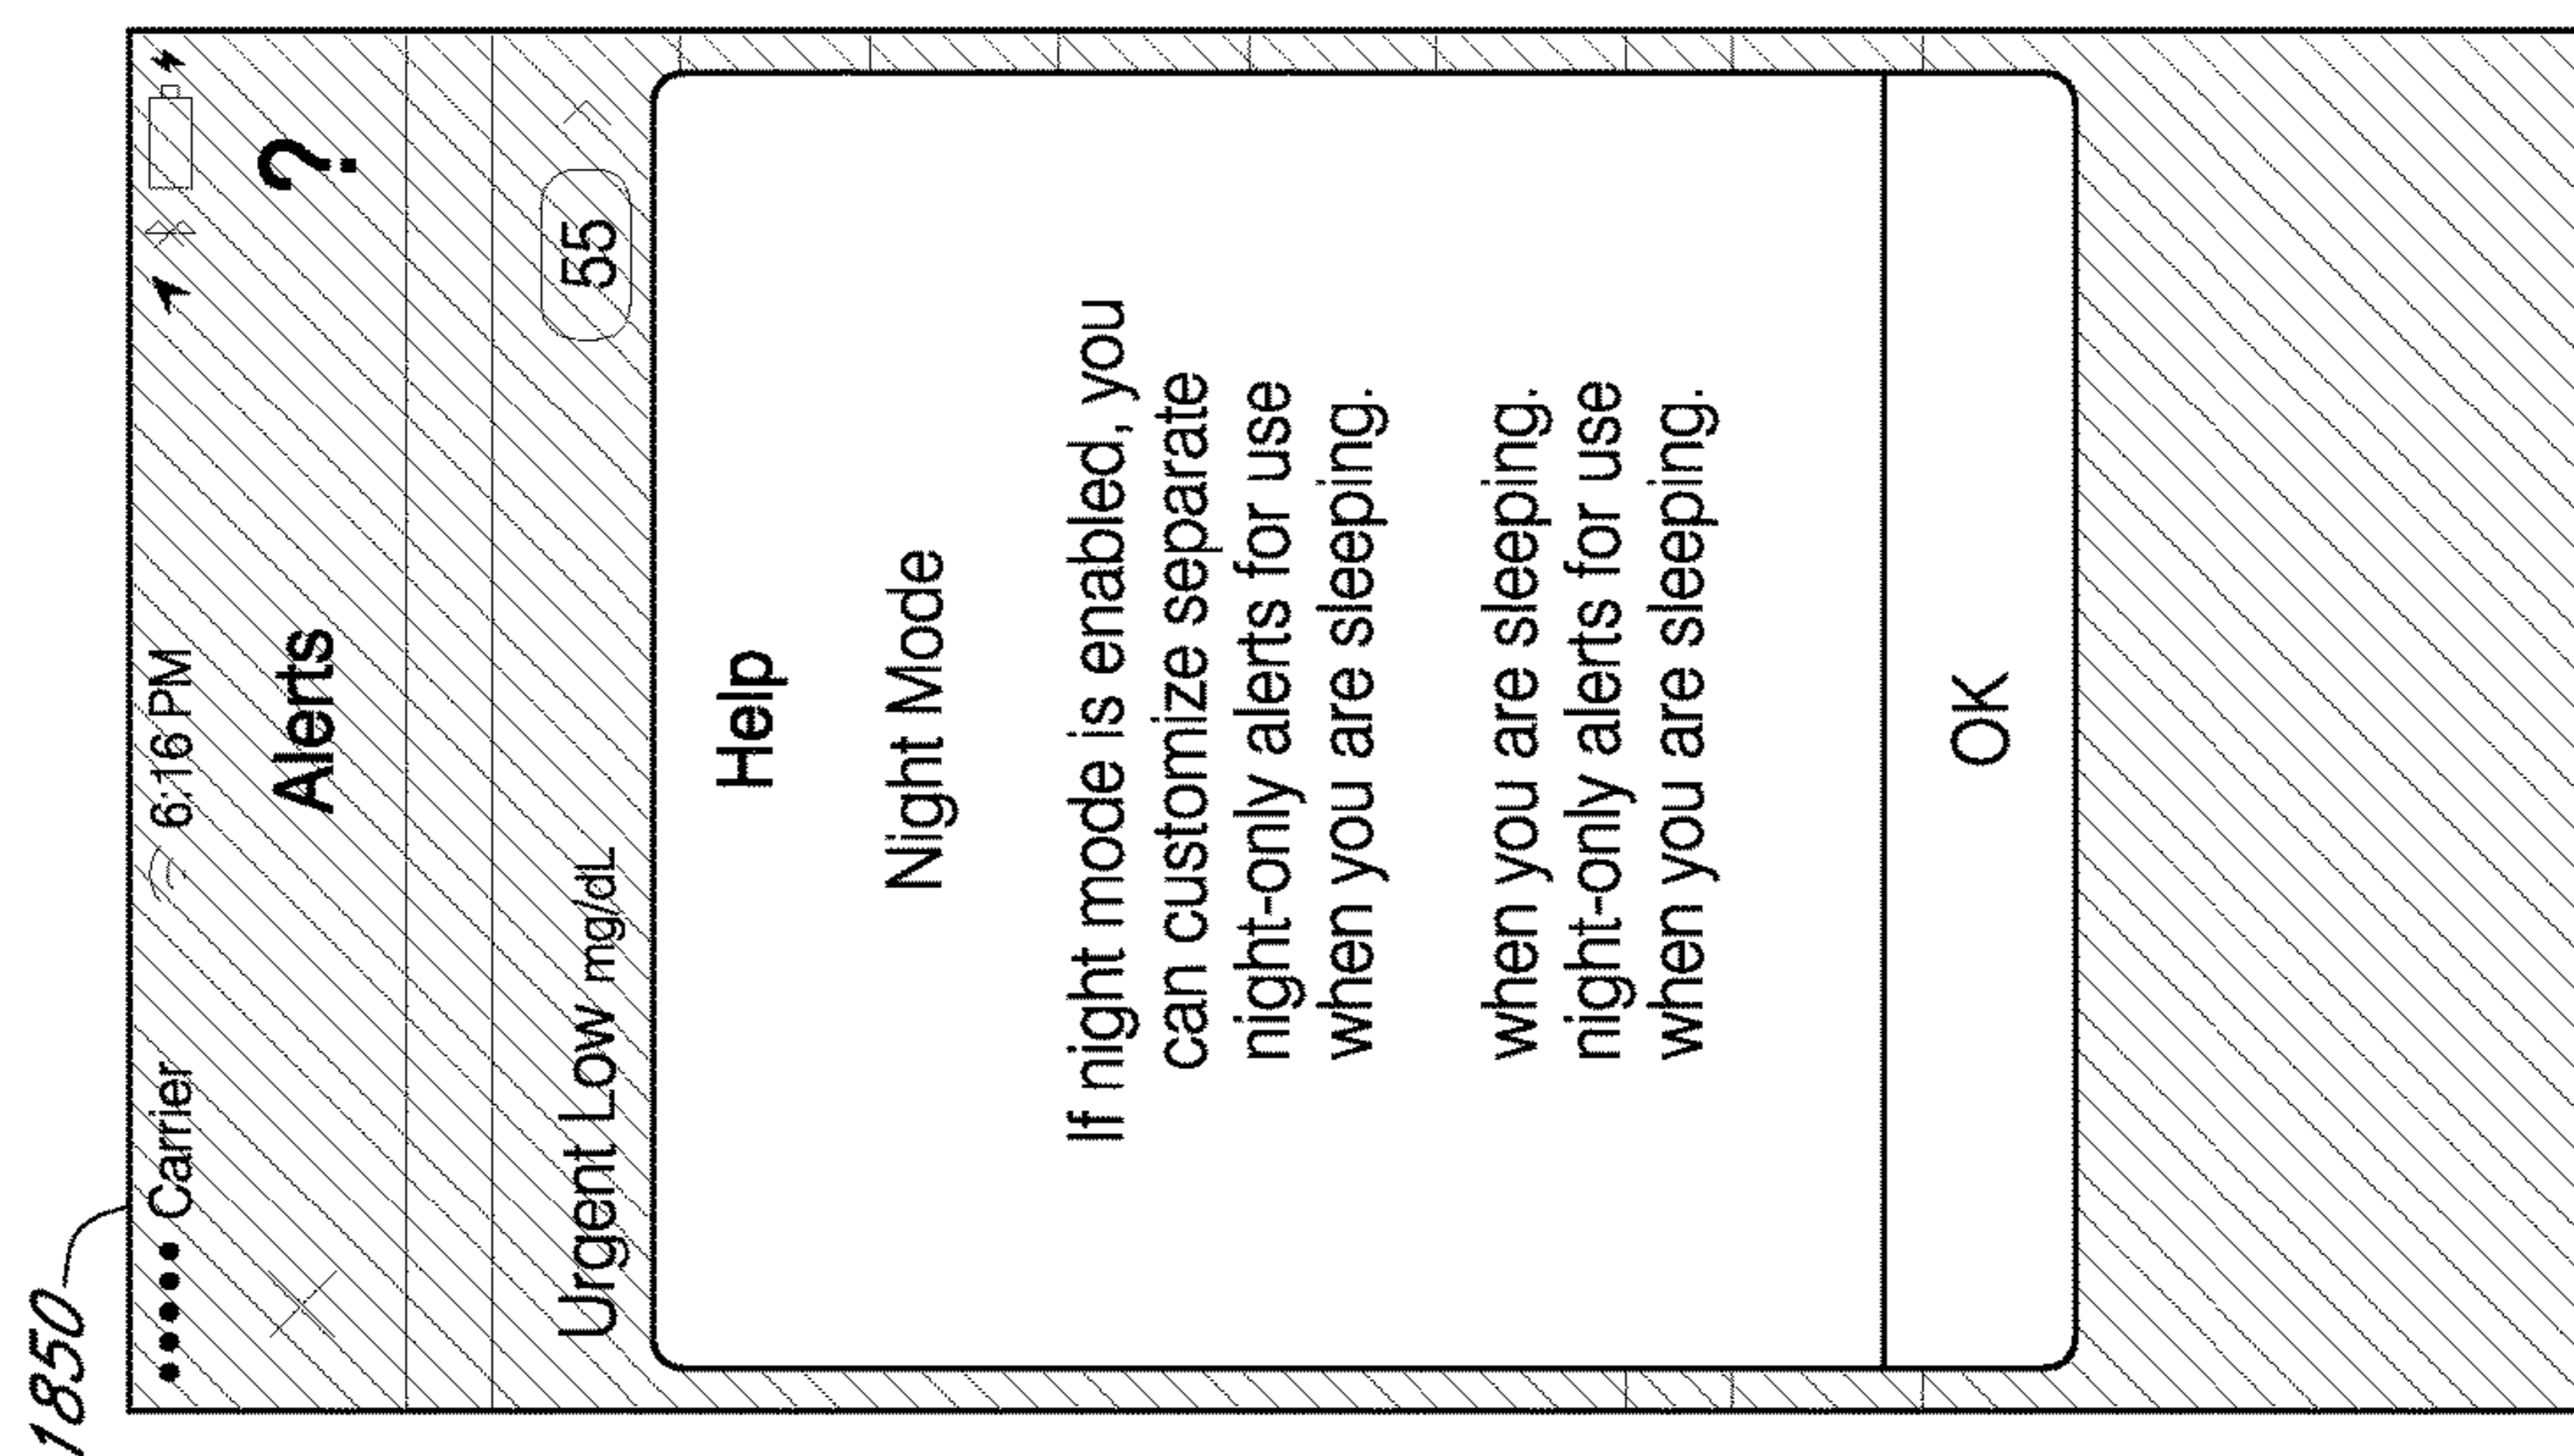 1850
Carrier 6:16 PM
Alerts ?
Urgent Low mg/dL 55
Help
Night Mode
If night mode is enabled, you
can customize separate
night-only alerts for use
when you are sleeping.
when you are sleeping.
night-only alerts for use
when you are sleeping.
OK